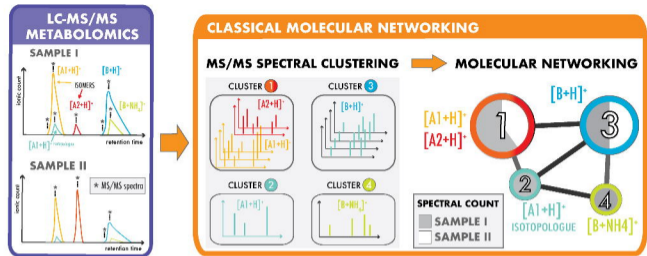 LC-MS/MS
METABOLOMICS
SAMPLE I
[A1+H]⁺
[B+H]⁺
ISOMERS
[A2+H]⁺
[B+NH₄]⁺
ionic count
[A1+H]⁺
retention time
SAMPLE II
* MS/MS spectra
ionic count
retention time
CLASSICAL MOLECULAR NETWORKING
MS/MS SPECTRAL CLUSTERING
MOLECULAR NETWORKING
CLUSTER 1
[A2+H]⁺
[A1+H]⁺
CLUSTER 3
[B+H]⁺
CLUSTER 2
[A1+H]⁺
CLUSTER 4
[B+NH₄]⁺
[B+H]⁺
[A1+H]⁺
[A2+H]⁺
1
3
2
4
[A1+H]⁺
ISOTOPOLOGUE
[B+NH4]⁺
SPECTRAL COUNT
SAMPLE I
SAMPLE II